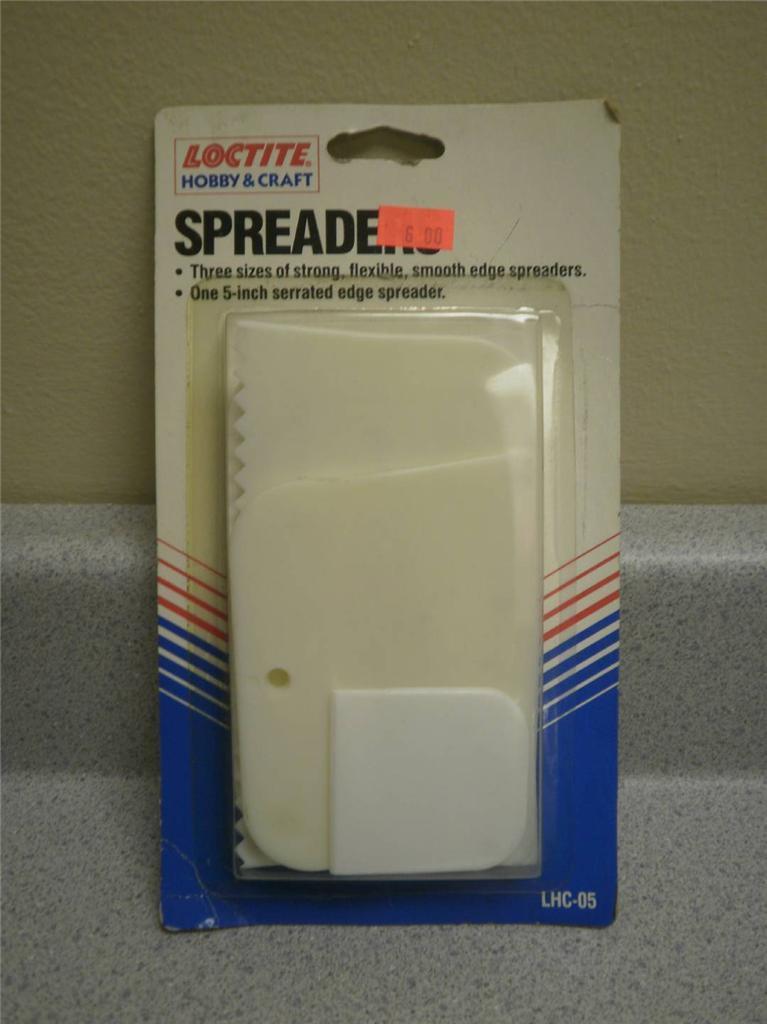 LOCTITE®
HOBBY & CRAFT
SPREADERS
6.00
• Three sizes of strong, flexible, smooth edge spreaders.
• One 5-inch serrated edge spreader.
LHC-05